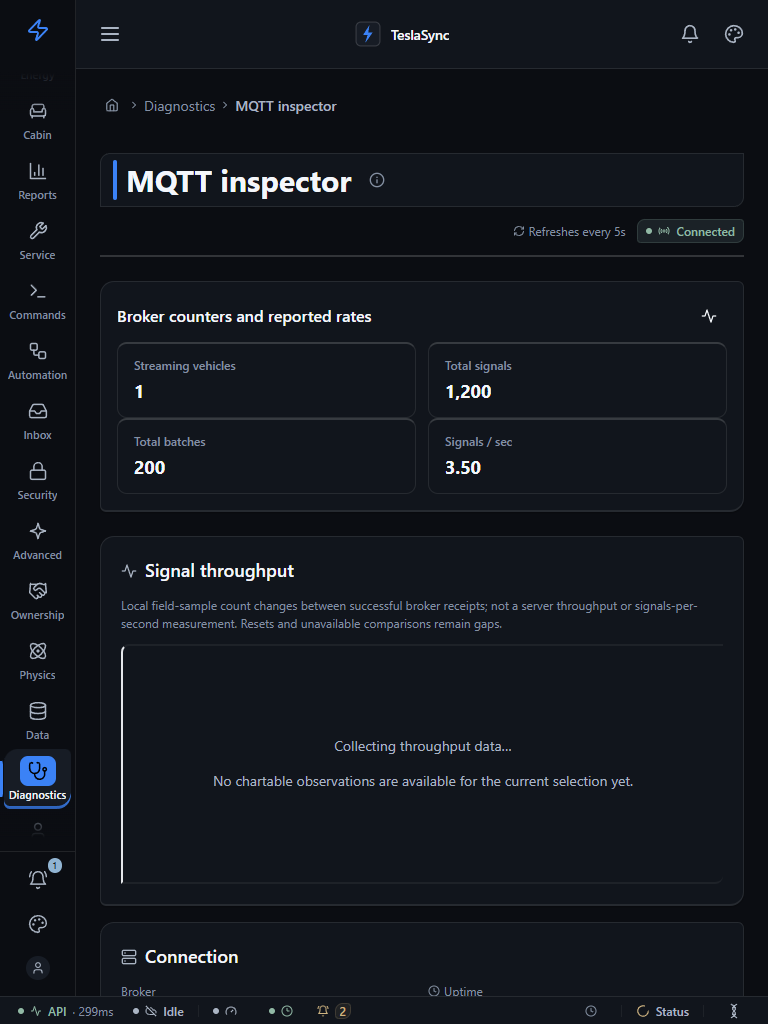 TeslaSync
Energy
Cabin
Reports
Service
Commands
Automation
Inbox
Security
Advanced
Ownership
Physics
Data
Diagnostics
1
Diagnostics
MQTT inspector
MQTT inspector
Refreshes every 5s
Connected
Broker counters and reported rates
Streaming vehicles
1
Total signals
1,200
Total batches
200
Signals / sec
3.50
Signal throughput
Local field-sample count changes between successful broker receipts; not a server throughput or signals-per-
second measurement. Resets and unavailable comparisons remain gaps.
Collecting throughput data...
No chartable observations are available for the current selection yet.
Connection
Broker
Uptime
API · 299ms
Idle
2
Status